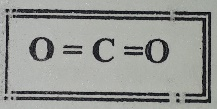 O = C = O